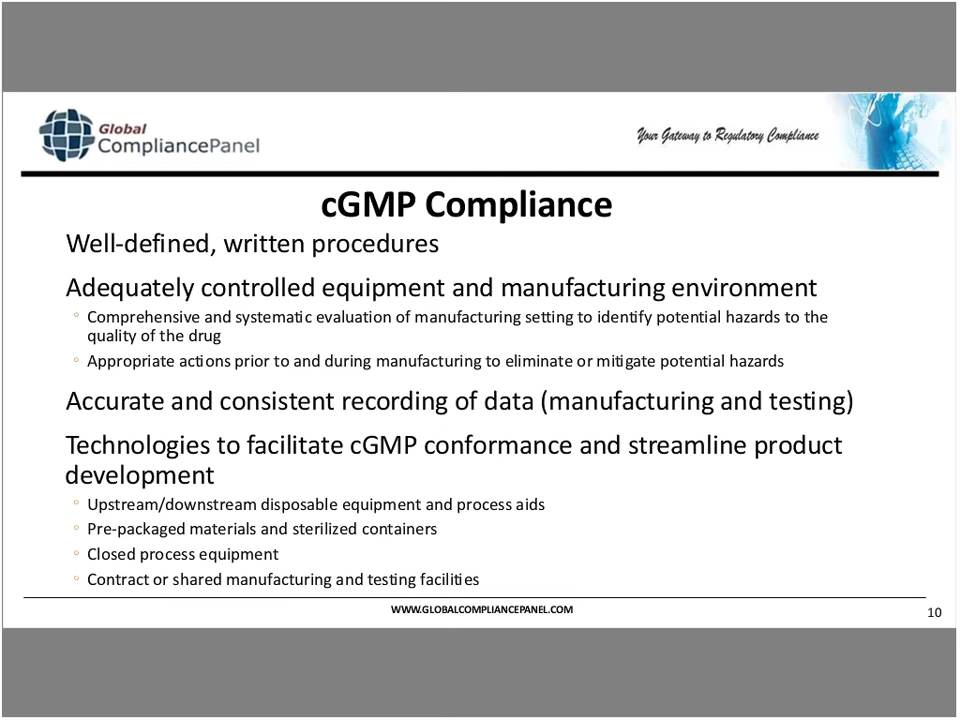 Global
CompliancePanel
Your Gateway to Regulatory Compliance
cGMP Compliance
Well-defined, written procedures
Adequately controlled equipment and manufacturing environment
◦ Comprehensive and systematic evaluation of manufacturing setting to identify potential hazards to the
quality of the drug
◦ Appropriate actions prior to and during manufacturing to eliminate or mitigate potential hazards
Accurate and consistent recording of data (manufacturing and testing)
Technologies to facilitate cGMP conformance and streamline product
development
◦ Upstream/downstream disposable equipment and process aids
◦ Pre-packaged materials and sterilized containers
◦ Closed process equipment
◦ Contract or shared manufacturing and testing facilities
WWW.GLOBALCOMPLIANCEPANEL.COM
10